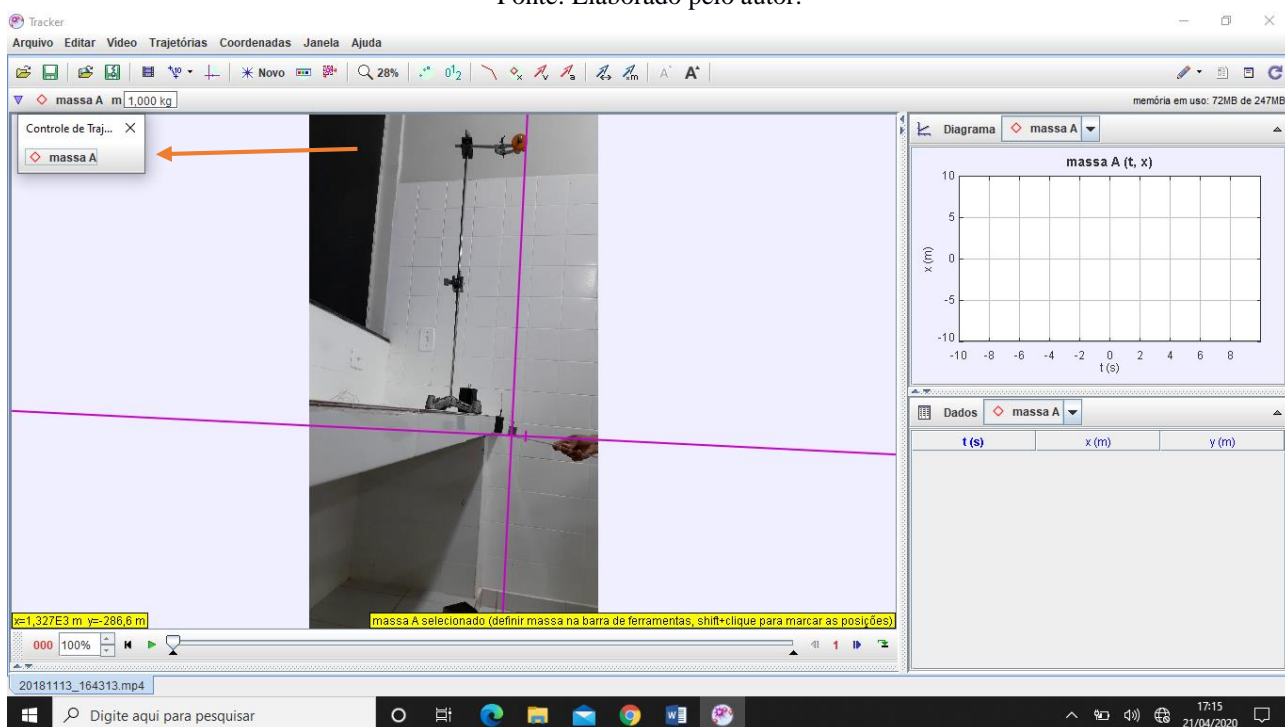 Fonte: Elaborado pelo autor.
Tracker
Arquivo Editar Vídeo Trajetórias Coordenadas Janela Ajuda
Novo 28%
massa A m 1,000 kg
memória em uso: 72MB de 247MB
Controle de Traj...
massa A
Diagrama massa A
massa A (t, x)
10
5
0
-5
-10
x (m)
-10 -8 -6 -4 -2 0 2 4 6 8
t (s)
Dados massa A
t (s) x (m) y (m)
x=1,327E3 m y=-286,6 m
massa A selecionado (definir massa na barra de ferramentas, shift+clique para marcar as posições)
000 100% 1
20181113_164313.mp4
Digite aqui para pesquisar
17:15
21/04/2020